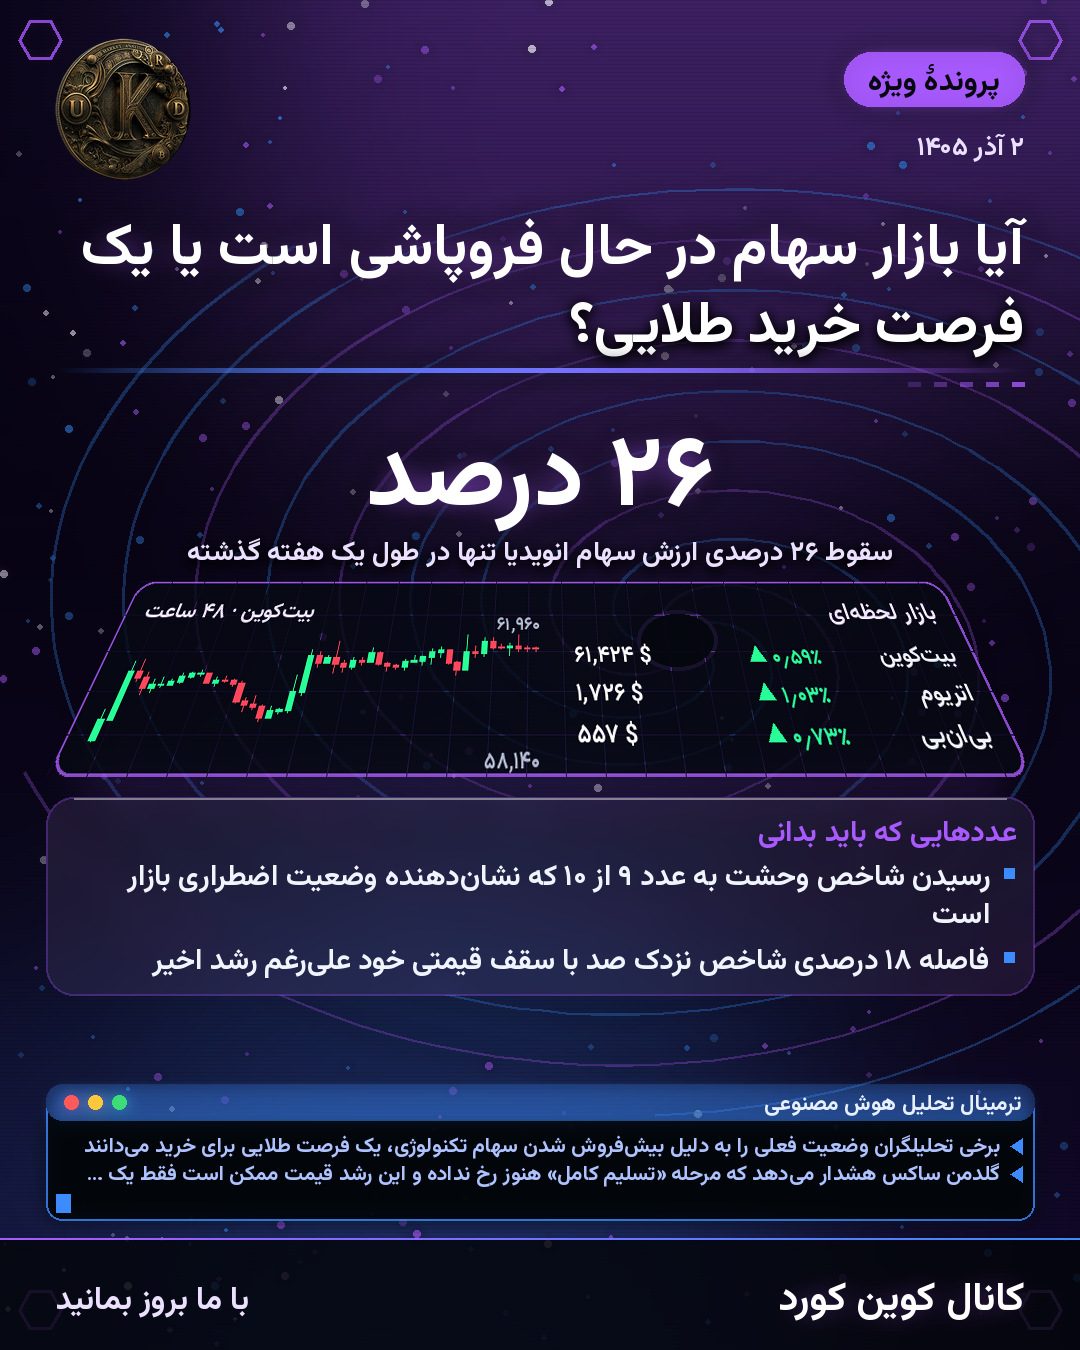 پروندهٔ ویژه
۲ آذر ۱۴۰۵
K
U
R
D
B
آیا بازار سهام در حال فروپاشی است یا یک
فرصت خرید طلایی؟
۲۶ درصد
سقوط ۲۶ درصدی ارزش سهام انویدیا تنها در طول یک هفته گذشته
بازار لحظه‌ای
بیت‌کوین · ۴۸ ساعت
۶۱,۹۶۰
بیت‌کوین ▲ ۰٫۵۹٪ ۶۱,۴۲۴ $
اتریوم ▲ ۱٫۰۳٪ ۱,۷۲۶ $
بی‌ان‌بی ▲ ۰٫۷۳٪ ۵۵۷ $
۵۸,۱۴۰
عددهایی که باید بدانی
رسیدن شاخص وحشت به عدد ۹ از ۱۰ که نشان‌دهنده وضعیت اضطراری بازار
است
فاصله ۱۸ درصدی شاخص نزدک صد با سقف قیمتی خود علی‌رغم رشد اخیر
ترمینال تحلیل هوش مصنوعی
برخی تحلیلگران وضعیت فعلی را به دلیل بیش‌فروش شدن سهام تکنولوژی، یک فرصت طلایی برای خرید می‌دانند
گلدمن ساکس هشدار می‌دهد که مرحله «تسلیم کامل» هنوز رخ نداده و این رشد قیمت ممکن است فقط یک ...
کانال کوین کورد
با ما بروز بمانید